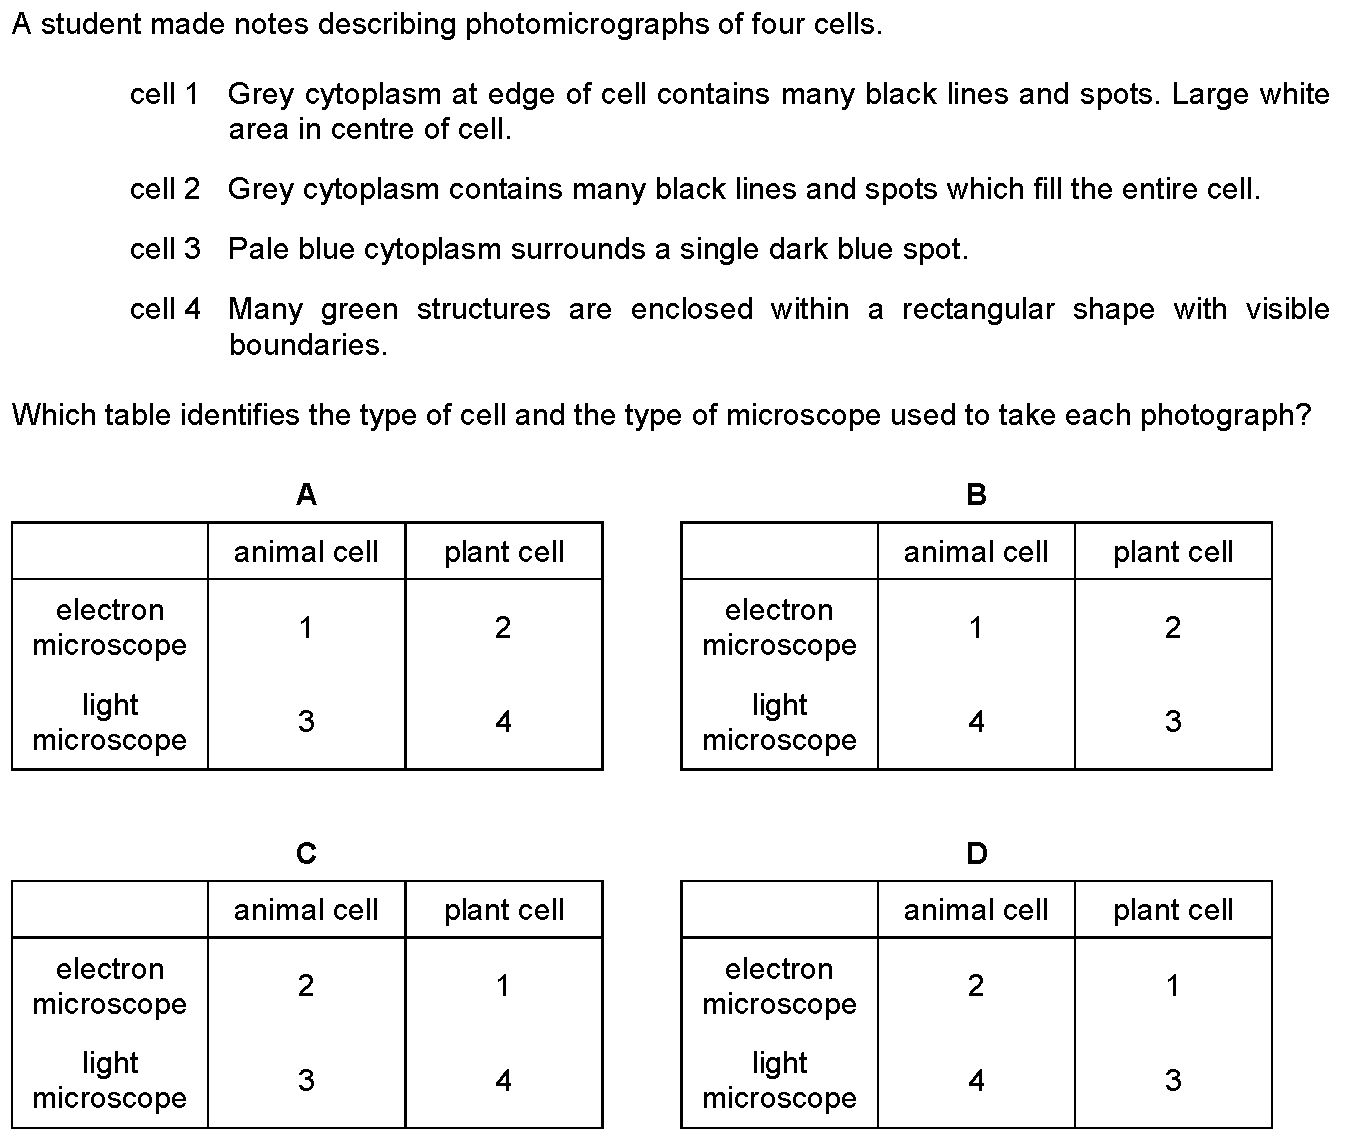 A student made notes describing photomicrographs of four cells.
cell 1 Grey cytoplasm at edge of cell contains many black lines and spots. Large white
area in centre of cell.
cell 2 Grey cytoplasm contains many black lines and spots which fill the entire cell.
cell 3 Pale blue cytoplasm surrounds a single dark blue spot.
cell 4 Many green structures are enclosed within a rectangular shape with visible
boundaries.
Which table identifies the type of cell and the type of microscope used to take each photograph?
A
animal cell plant cell
electron
microscope 1 2
light
microscope 3 4
B
animal cell plant cell
electron
microscope 1 2
light
microscope 4 3
C
animal cell plant cell
electron
microscope 2 1
light
microscope 3 4
D
animal cell plant cell
electron
microscope 2 1
light
microscope 4 3